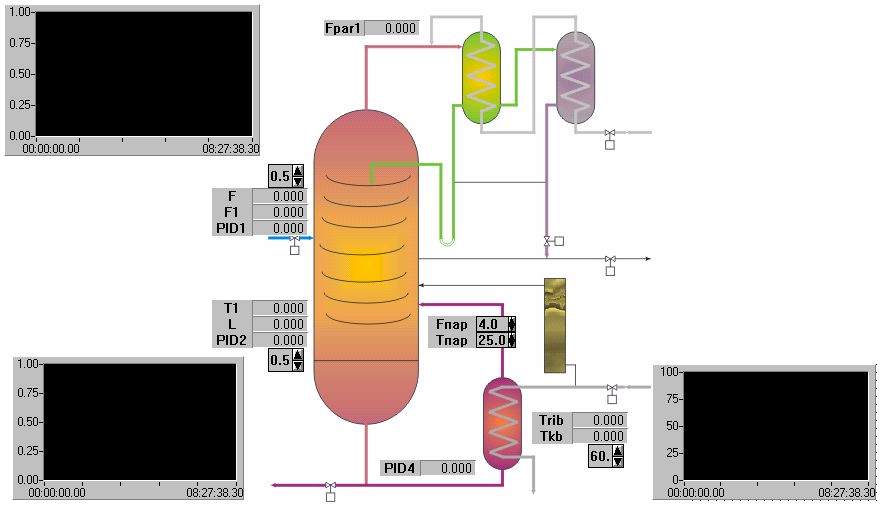 1.00
0.75
0.50
0.25
0.00
00:00:00.00 08:27:38.30
Fpar1 0.000
0.5
F 0.000
F1 0.000
PID1 0.000
T1 0.000
L 0.000
PID2 0.000
0.5
Fпар 4.0
Tпар 25.0
1.00
0.75
0.50
0.25
0.00
00:00:00.00 08:27:38.30
PID4 0.000
Trib 0.000
Tkb 0.000
60.
100
75
50
25
0
00:00:00.00 08:27:38.30